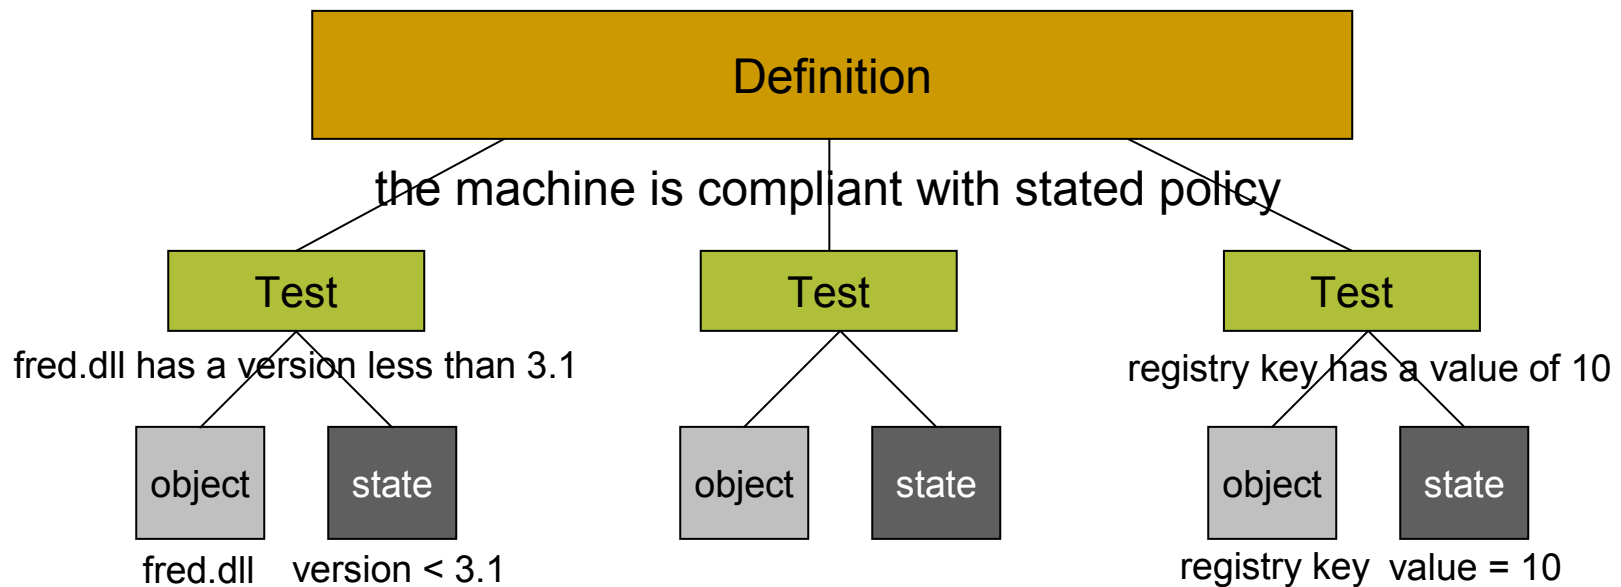 Definition
the machine is compliant with stated policy
Test
Test
Test
fred.dll has a version less than 3.1
registry key has a value of 10
object
state
object
state
object
state
fred.dll
version < 3.1
registry key
value = 10